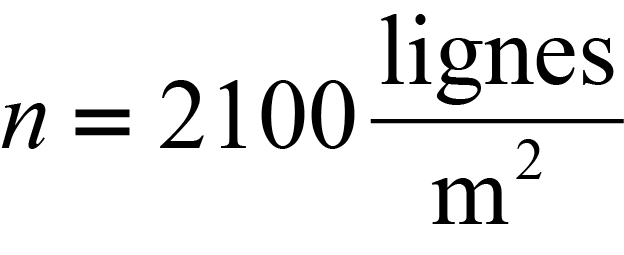 n = 2100 lignes/m²